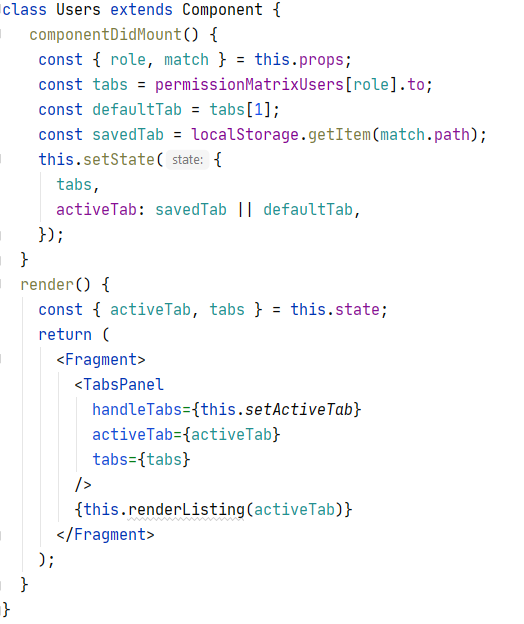 class Users extends Component {
componentDidMount() {
const { role, match } = this.props;
const tabs = permissionMatrixUsers[role].to;
const defaultTab = tabs[1];
const savedTab = localStorage.getItem(match.path);
this.setState( state: {
tabs,
activeTab: savedTab || defaultTab,
});
}
render() {
const { activeTab, tabs } = this.state;
return (
<Fragment>
<TabsPanel
handleTabs={this.setActiveTab}
activeTab={activeTab}
tabs={tabs}
/>
{this.renderListing(activeTab)}
</Fragment>
);
}
}